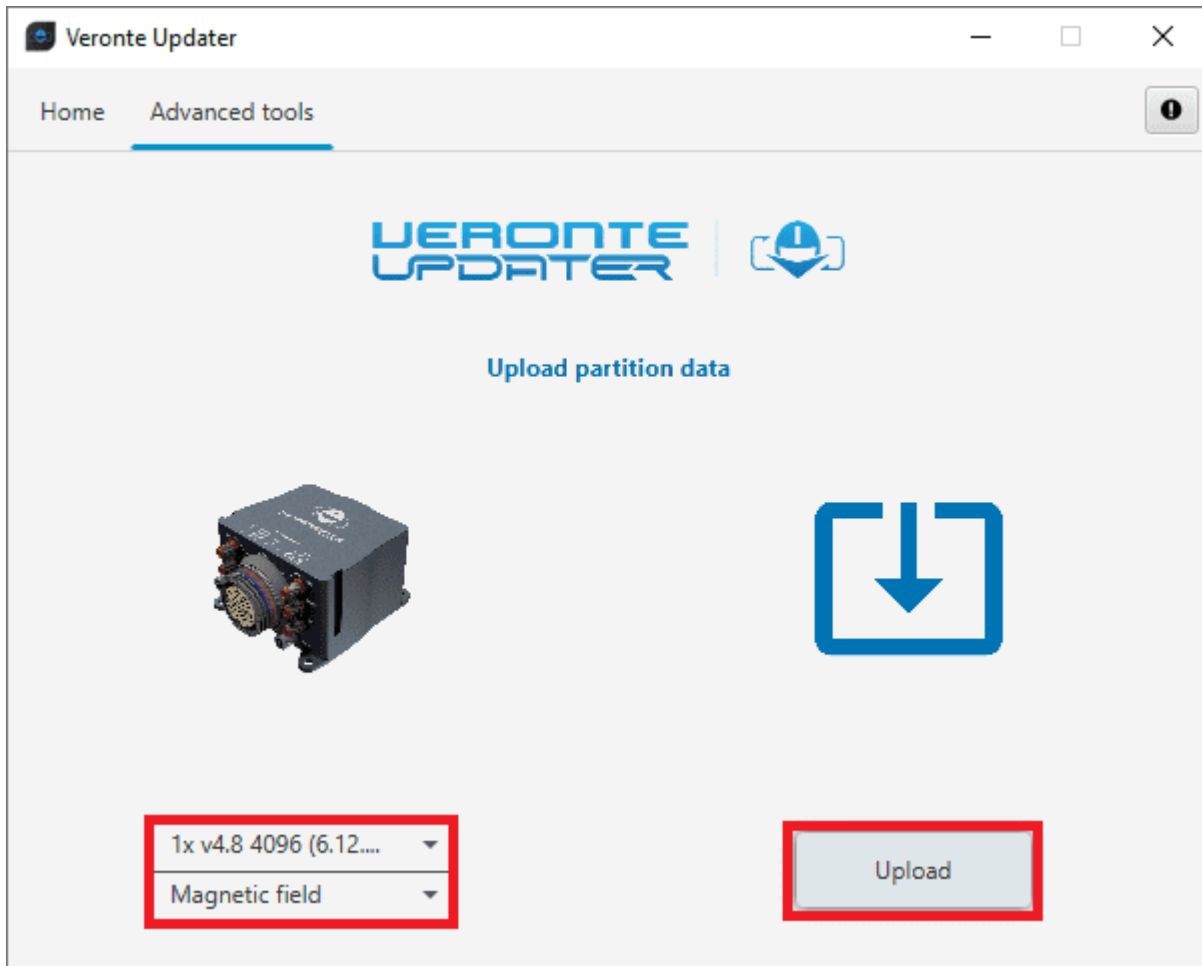 Veronte Updater
Home
Advanced tools
VERONTE
UPDATER
Upload partition data
1x v4.8 4096 (6.12....
Magnetic field
Upload